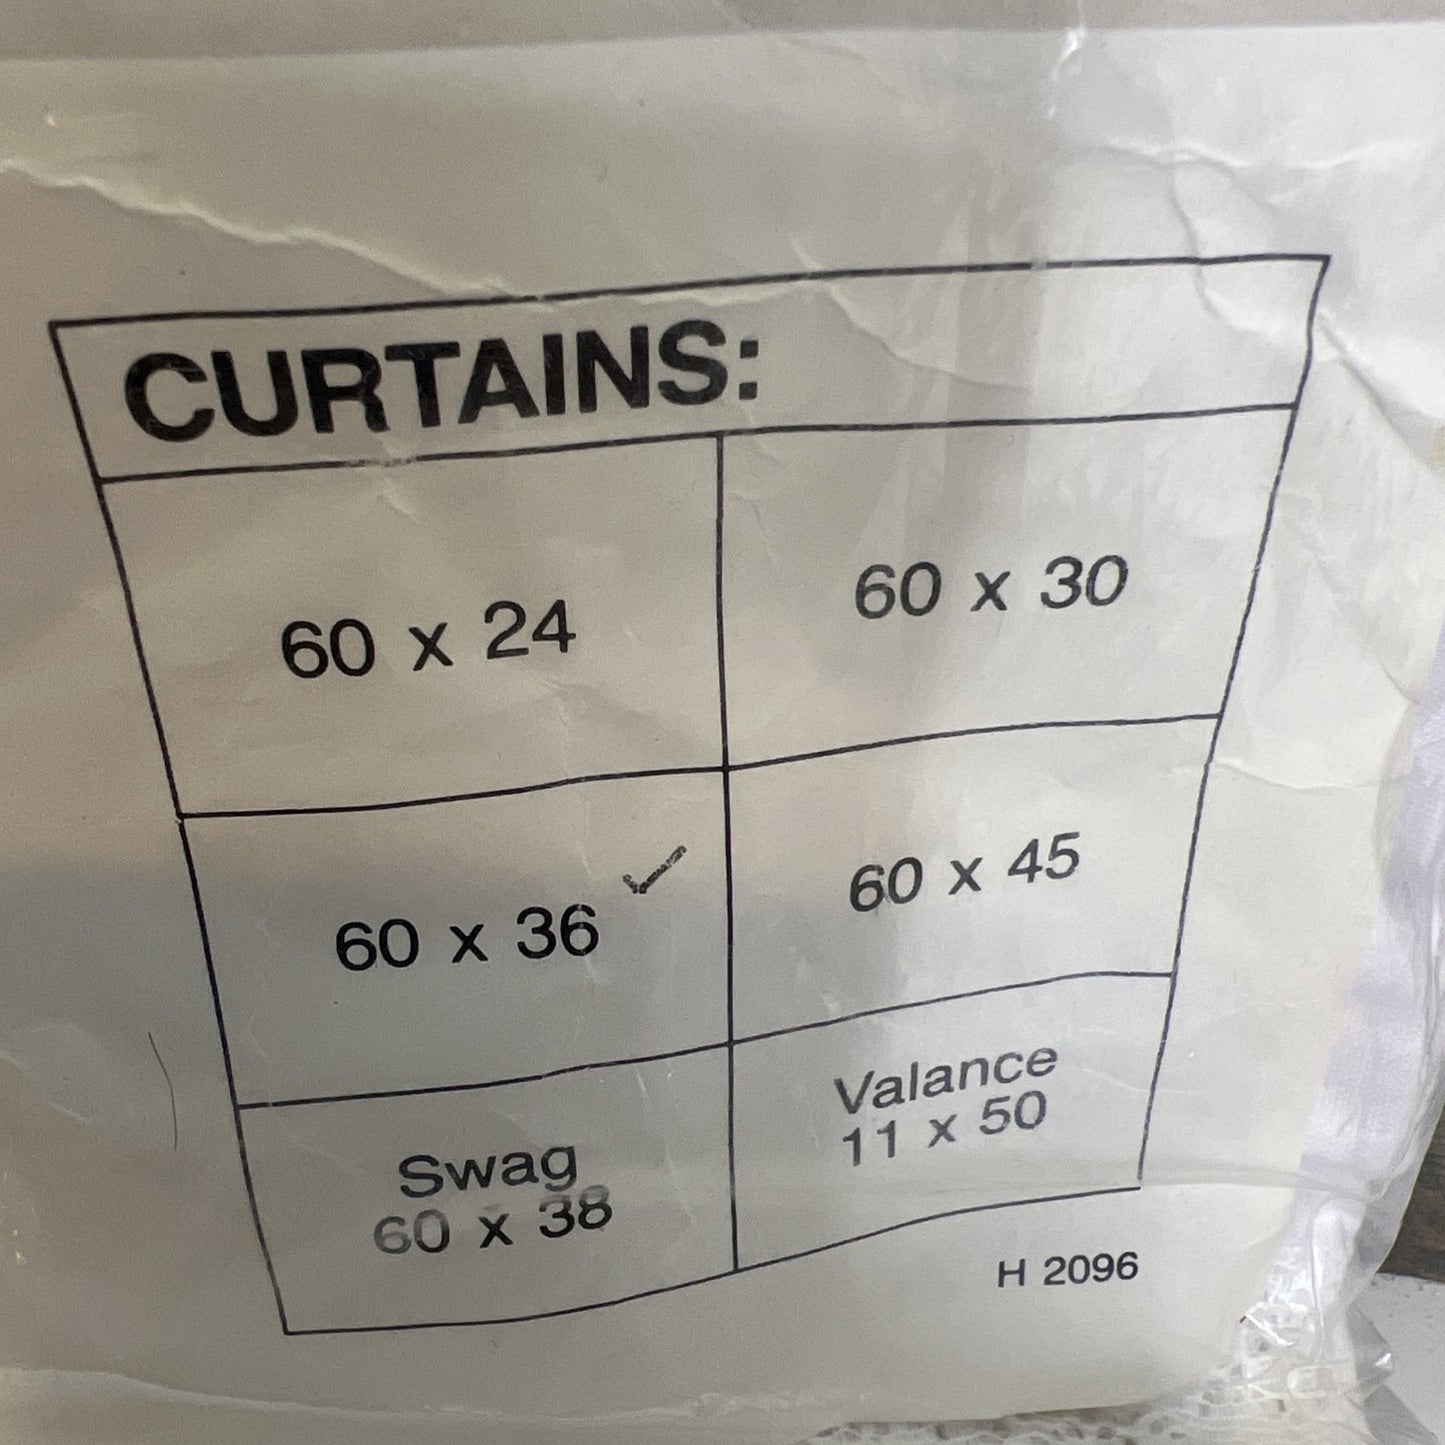 CURTAINS:
60 x 24
60 x 30
60 x 36 ✓
60 x 45
Swag
60 x 38
Valance
11 x 50
H 2096